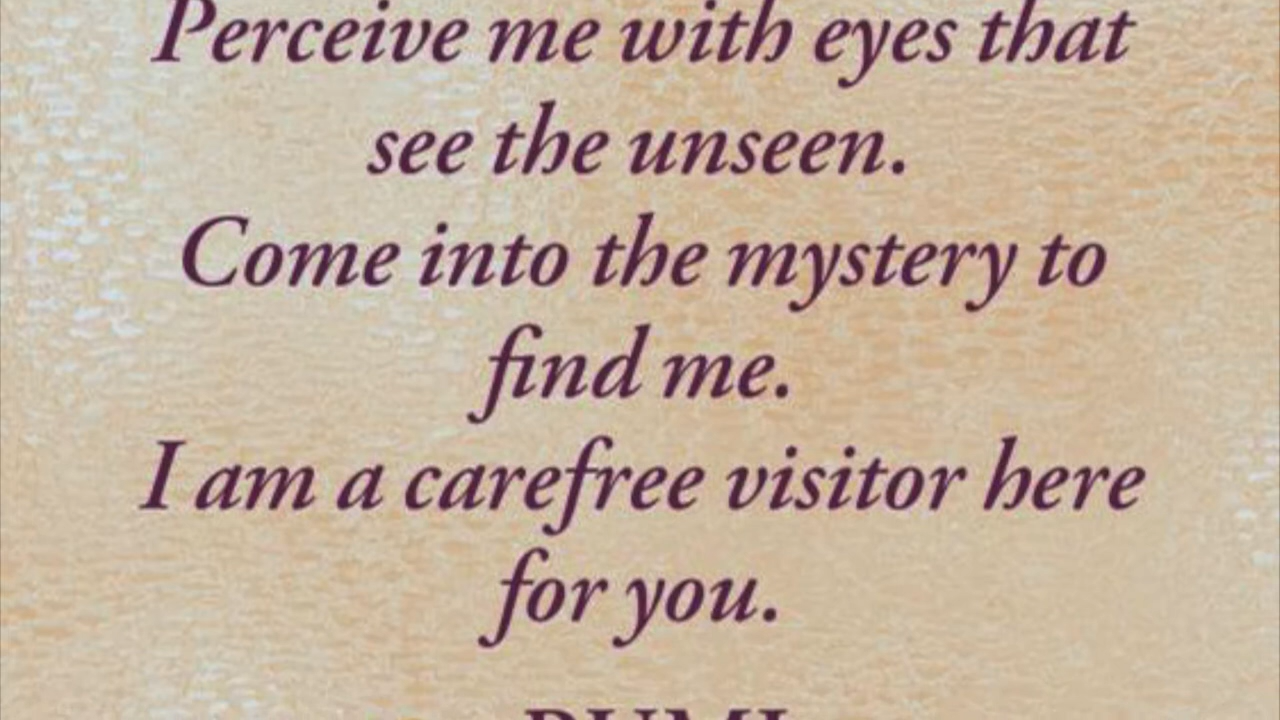 Perceive me with eyes that
see the unseen.
Come into the mystery to
find me.
I am a carefree visitor here
for you.
RUMI